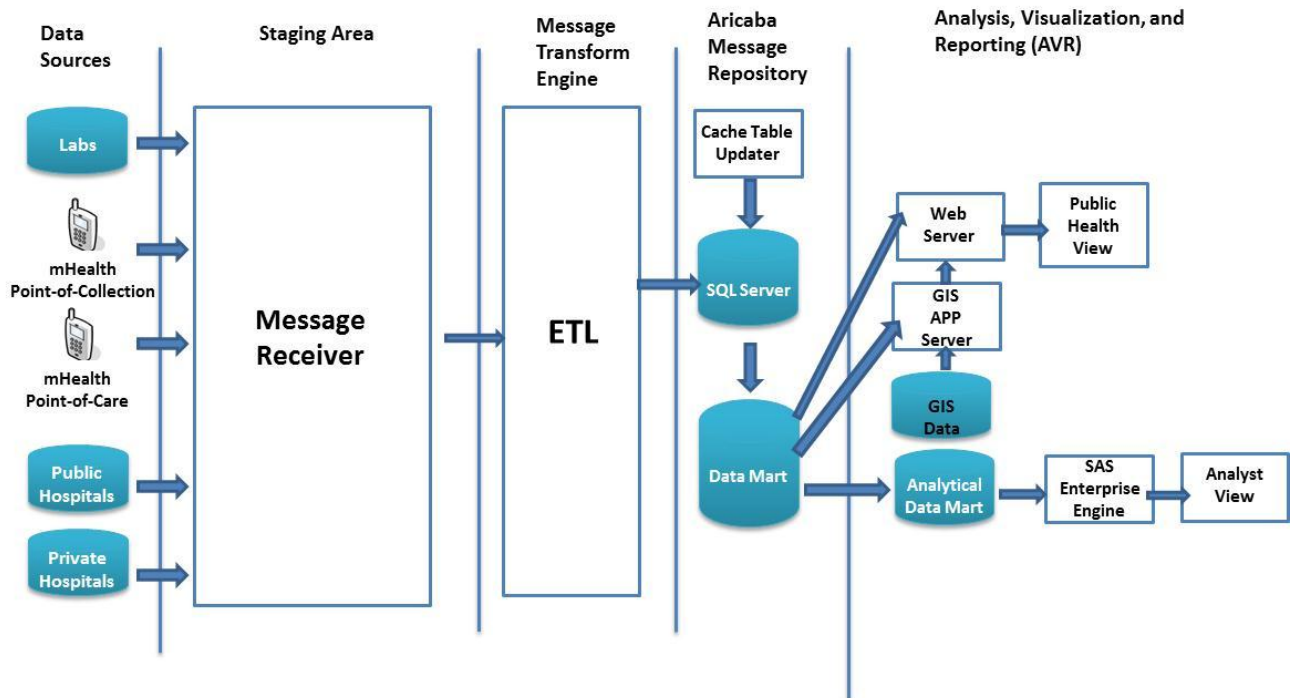 Data
Sources
Staging Area
Message
Transform
Engine
Aricaba
Message
Repository
Analysis, Visualization, and
Reporting (AVR)
Labs
mHealth
Point-of-Collection
mHealth
Point-of-Care
Public
Hospitals
Private
Hospitals
Message
Receiver
ETL
Cache Table
Updater
SQL Server
Data Mart
Web
Server
Public
Health
View
GIS
APP
Server
GIS
Data
Analytical
Data Mart
SAS
Enterprise
Engine
Analyst
View